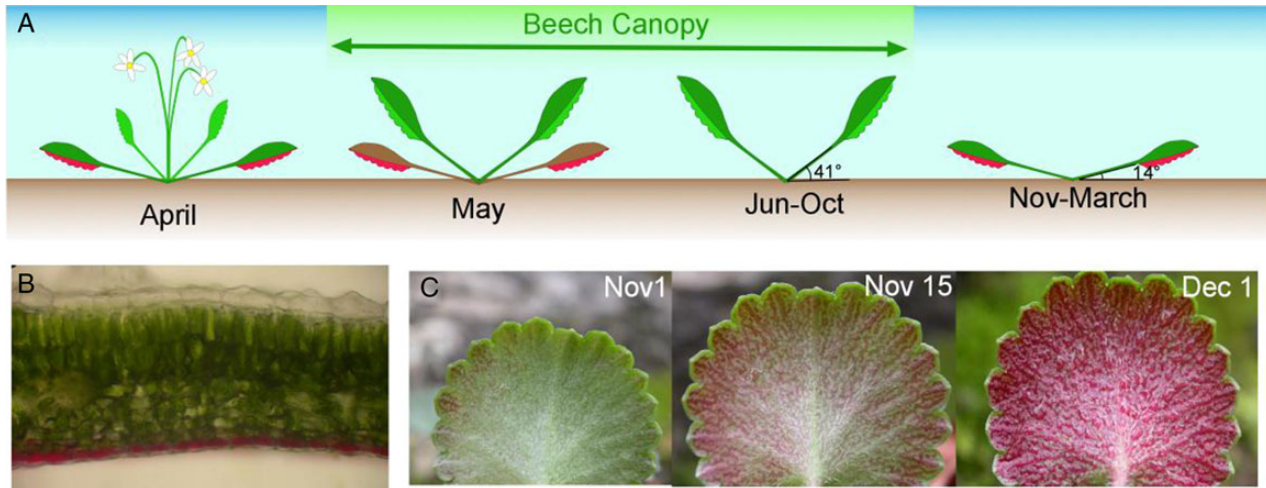 A
Beech Canopy
41°
14°
April
May
Jun-Oct
Nov-March
B
C
Nov1
Nov 15
Dec 1